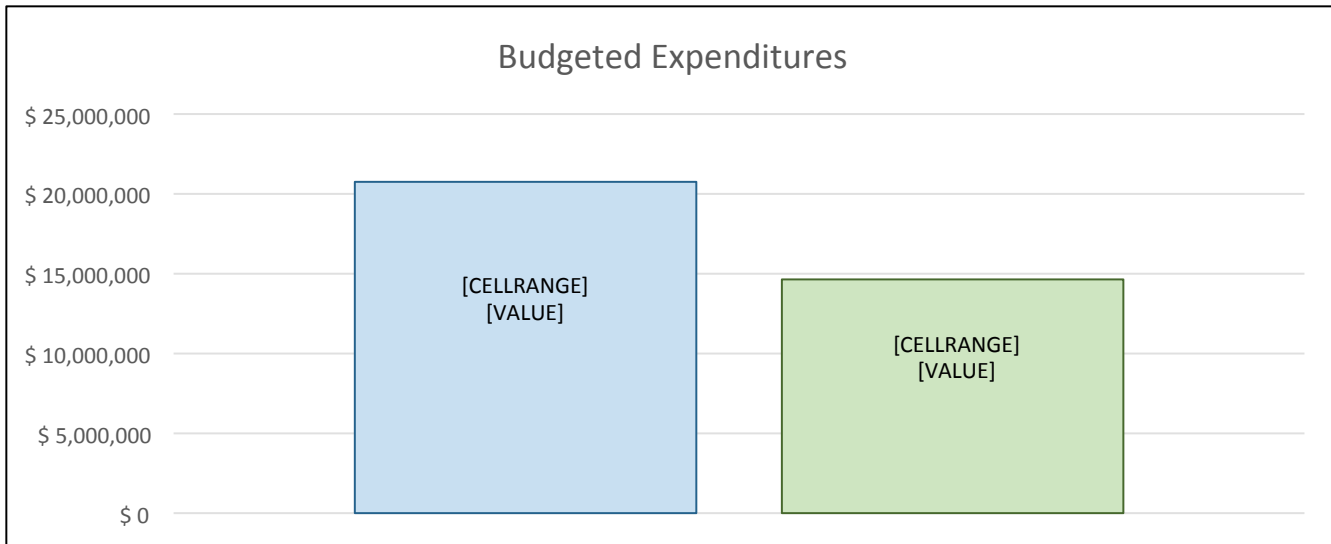 Budgeted Expenditures
$ 25,000,000
$ 20,000,000
$ 15,000,000
$ 10,000,000
$ 5,000,000
$ 0
[CELLRANGE]
[VALUE]
[CELLRANGE]
[VALUE]